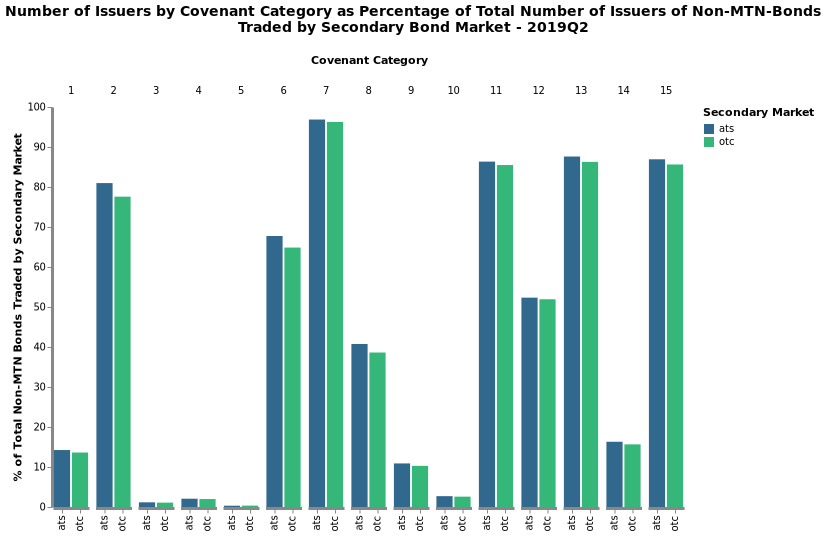 Number of Issuers by Covenant Category as Percentage of Total Number of Issuers of Non-MTN-Bonds
Traded by Secondary Bond Market - 2019Q2
Covenant Category
1 2 3 4 5 6 7 8 9 10 11 12 13 14 15
% of Total Non-MTN Bonds Traded by Secondary Market
100
90
80
70
60
50
40
30
20
10
0
ats otc ats otc ats otc ats otc ats otc ats otc ats otc ats otc ats otc ats otc ats otc ats otc ats otc ats otc ats otc
Secondary Market
ats
otc